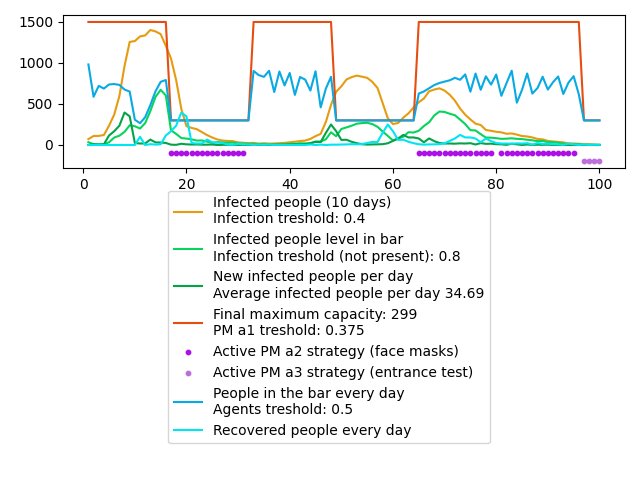 1500
1000
500
0
0 20 40 60 80 100
Infected people (10 days)
Infection treshold: 0.4
Infected people level in bar
Infection treshold (not present): 0.8
New infected people per day
Average infected people per day 34.69
Final maximum capacity: 299
PM a1 treshold: 0.375
Active PM a2 strategy (face masks)
Active PM a3 strategy (entrance test)
People in the bar every day
Agents treshold: 0.5
Recovered people every day